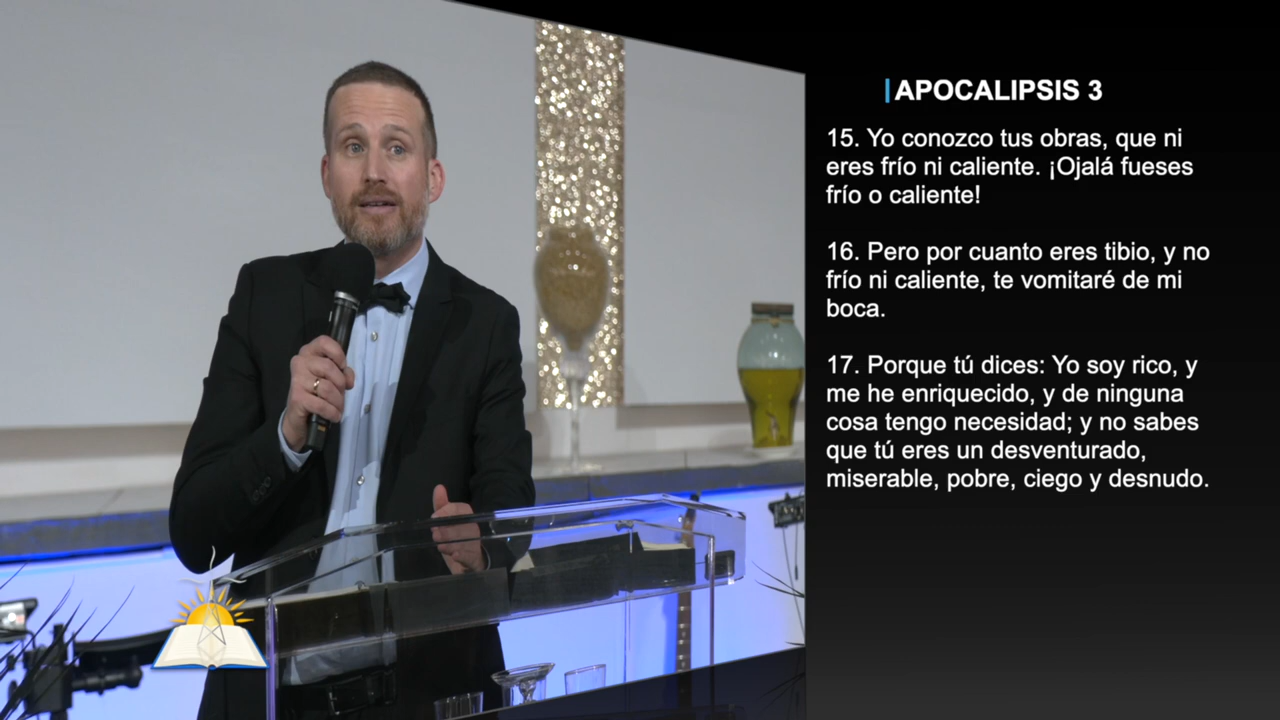 APOCALIPSIS 3
15. Yo conozco tus obras, que ni
eres frío ni caliente. ¡Ojalá fueses
frío o caliente!
16. Pero por cuanto eres tibio, y no
frío ni caliente, te vomitaré de mi
boca.
17. Porque tú dices: Yo soy rico, y
me he enriquecido, y de ninguna
cosa tengo necesidad; y no sabes
que tú eres un desventurado,
miserable, pobre, ciego y desnudo.